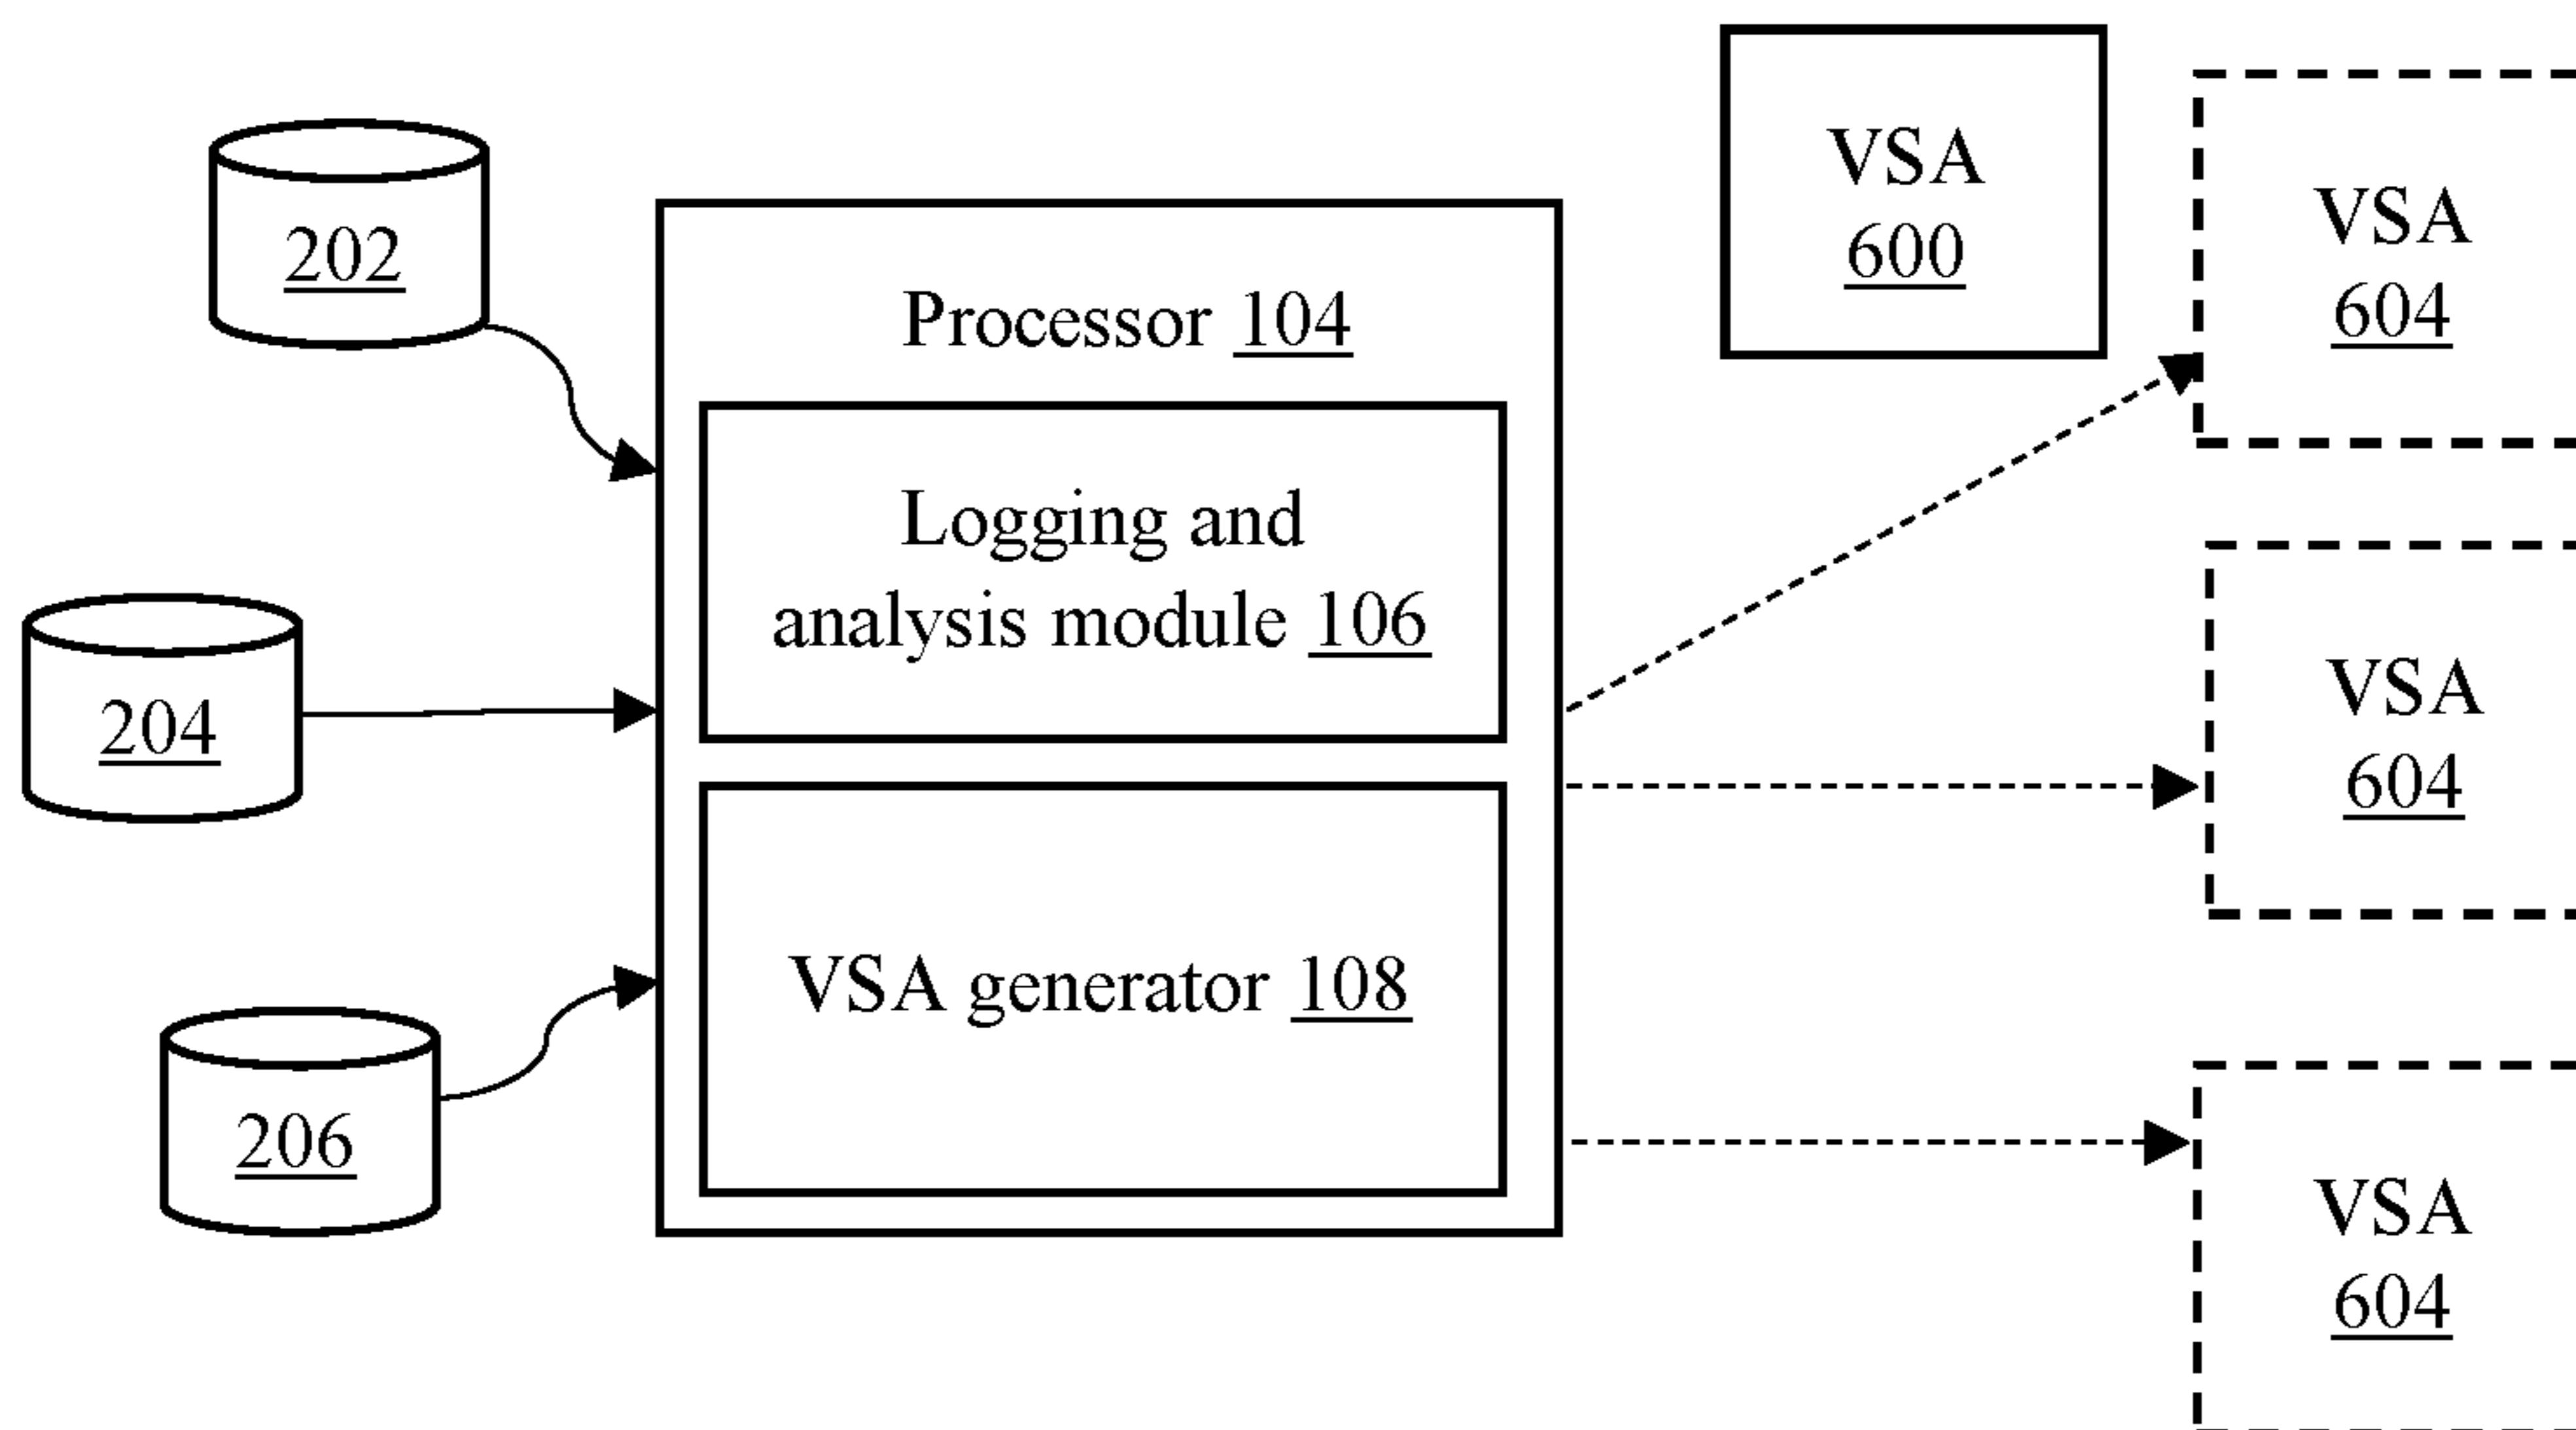 202
204
206
Processor 104
Logging and
analysis module 106
VSA generator 108
VSA
600
VSA
604
VSA
604
VSA
604